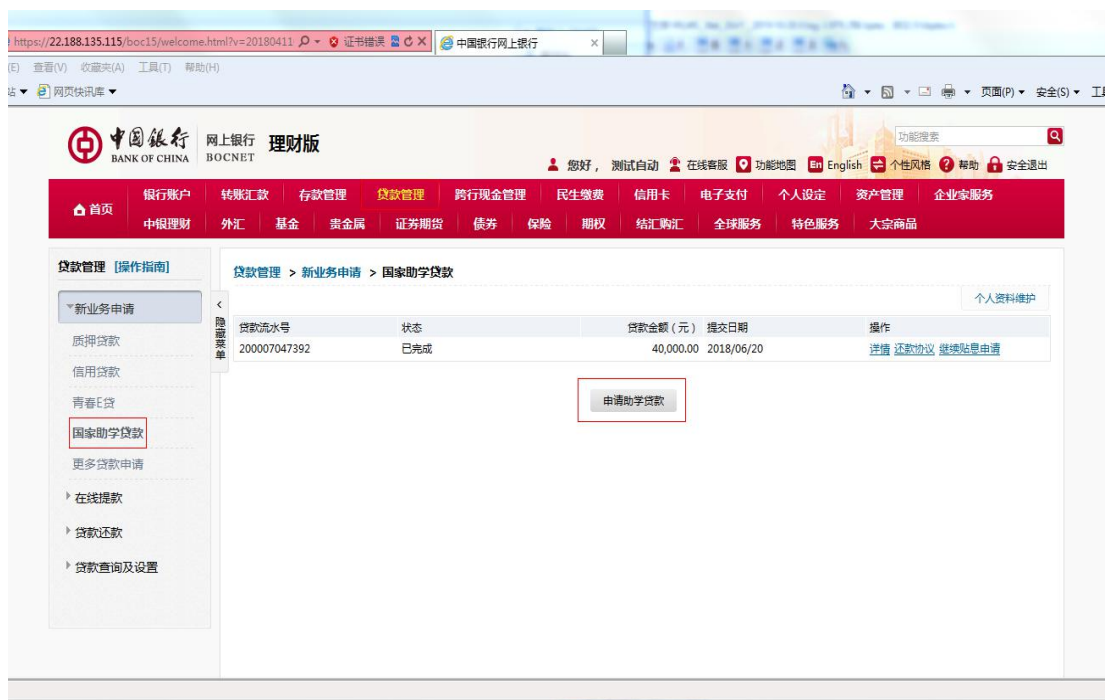 https://22.188.135.115/boc15/welcome.html?v=20180411 证书错误 中国银行网上银行
(E) 查看(V) 收藏夹(A) 工具(T) 帮助(H)
网页快讯库 页面(P) 安全(S)
中国银行 网上银行 理财版
BANK OF CHINA BOCNET
功能搜索
您好， 测试自动 在线客服 功能地图 En English 个性风格 帮助 安全退出
首页
银行账户 转账汇款 存款管理 贷款管理 跨行现金管理 民生缴费 信用卡 电子支付 个人设定 资产管理 企业家服务
中银理财 外汇 基金 贵金属 证券期货 债券 保险 期权 结汇购汇 全球服务 特色服务 大宗商品
贷款管理 [操作指南]
新业务申请
质押贷款
信用贷款
青春E贷
国家助学贷款
更多贷款申请
在线提款
贷款还款
贷款查询及设置
隐藏菜单
贷款管理 > 新业务申请 > 国家助学贷款
个人资料维护
贷款流水号 状态 贷款金额（元） 提交日期 操作
200007047392 已完成 40,000.00 2018/06/20 详情 还款协议 继续贴息申请
申请助学贷款